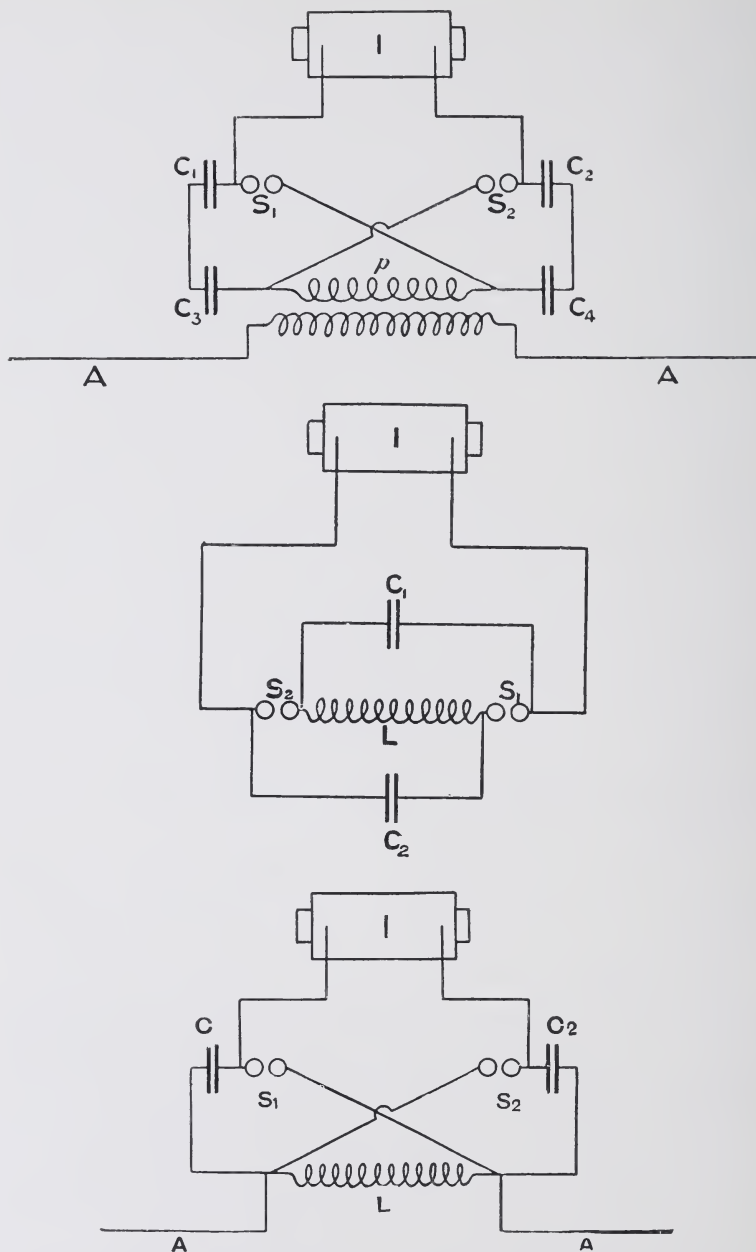 I
C₁ C₂
S₁ S₂
p
C₃ C₄
A A
I
C₁
S₂ S₁
L
C₂
I
C C₂
S₁ S₂
L
A A